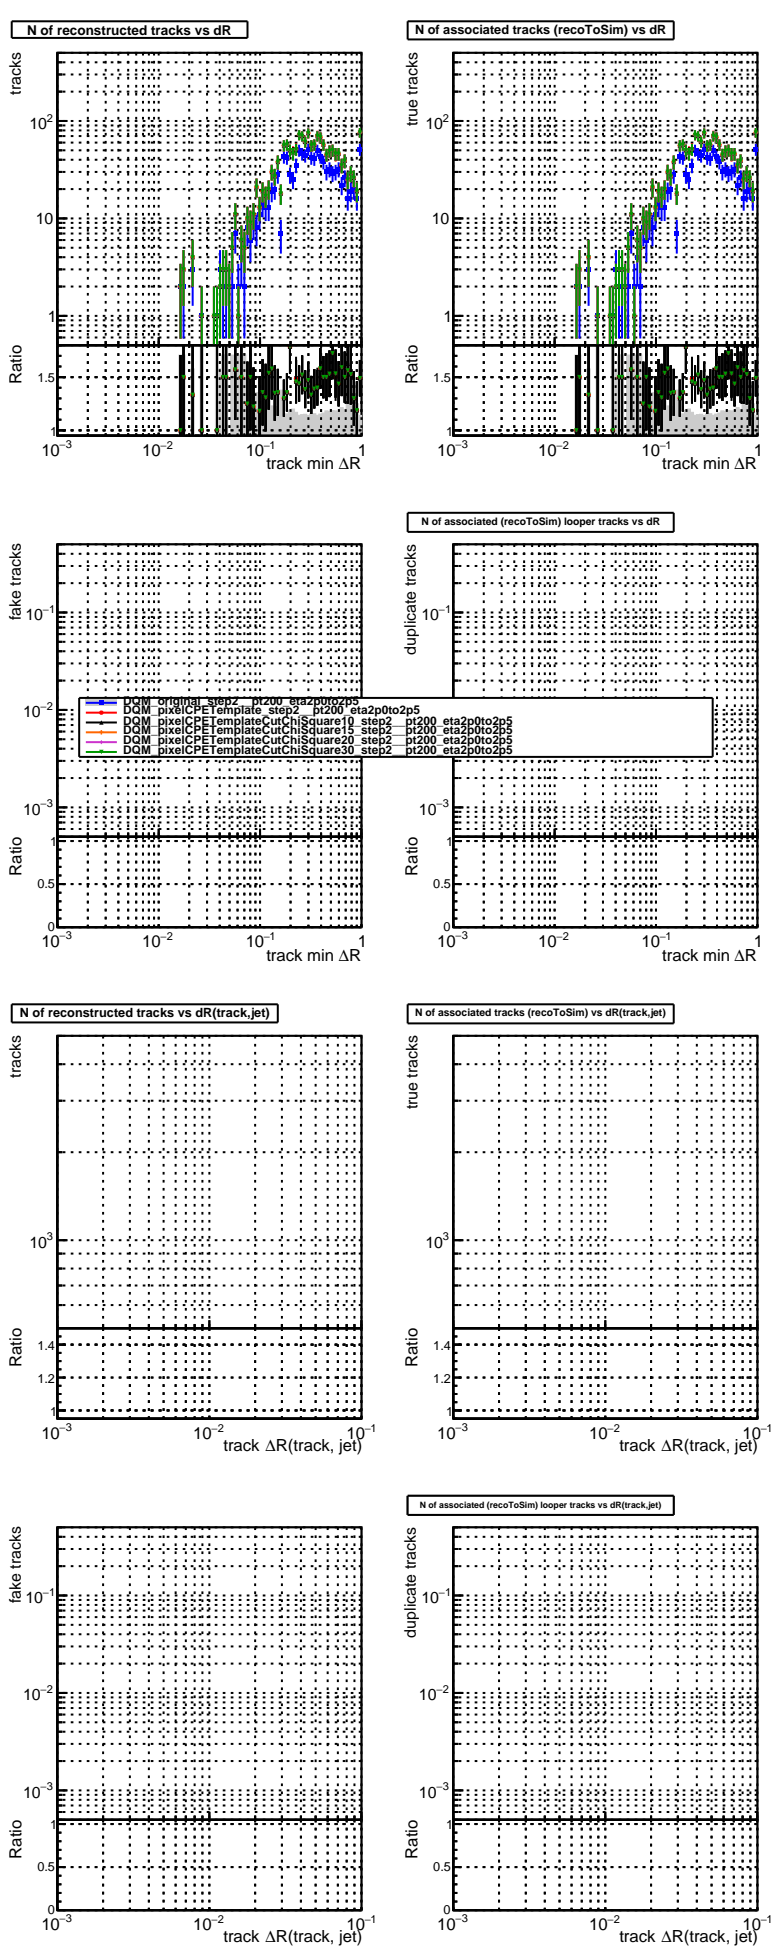 N of reconstructed tracks vs dR
N of associated tracks (recoToSim) vs dR
tracks
10²
10
1
Ratio
1.5
1
10⁻³ 10⁻² 10⁻¹ 1
track min ΔR
true tracks
10²
10
1
Ratio
1.5
1
10⁻³ 10⁻² 10⁻¹ 1
track min ΔR
N of associated (recoToSim) looper tracks vs dR
fake tracks
10⁻¹
10⁻²
10⁻³
Ratio
1
0.5
0
10⁻³ 10⁻² 10⁻¹ 1
track min ΔR
duplicate tracks
10⁻¹
10⁻³
Ratio
1
0.5
0
10⁻³ 10⁻² 10⁻¹ 1
track min ΔR
DQM_original_step2__pt200_eta2p0to2p5
DQM_pixelCPETemplate_step2__pt200_eta2p0to2p5
DQM_pixelCPETemplateCutChiSquare10_step2__pt200_eta2p0to2p5
DQM_pixelCPETemplateCutChiSquare15_step2__pt200_eta2p0to2p5
DQM_pixelCPETemplateCutChiSquare20_step2__pt200_eta2p0to2p5
DQM_pixelCPETemplateCutChiSquare30_step2__pt200_eta2p0to2p5
N of reconstructed tracks vs dR(track,jet)
N of associated tracks (recoToSim) vs dR(track,jet)
tracks
10³
Ratio
1.4
1.2
1
10⁻³ 10⁻² 10⁻¹
track ΔR(track, jet)
true tracks
10³
Ratio
1.4
1.2
1
10⁻³ 10⁻² 10⁻¹
track ΔR(track, jet)
N of associated (recoToSim) looper tracks vs dR(track,jet)
fake tracks
10⁻¹
10⁻²
10⁻³
Ratio
1
0.5
0
10⁻³ 10⁻² 10⁻¹
track ΔR(track, jet)
duplicate tracks
10⁻¹
10⁻²
10⁻³
Ratio
1
0.5
0
10⁻³ 10⁻² 10⁻¹
track ΔR(track, jet)